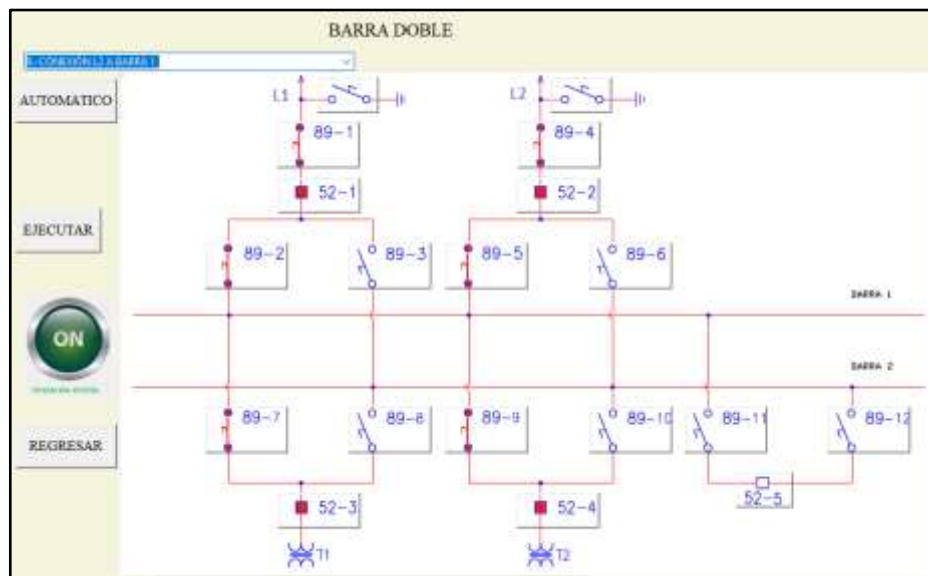 BARRA DOBLE
AUTOMATICO
L1
L2
89-1
89-4
52-1
52-2
EJECUTAR
89-2
89-3
89-5
89-6
BARRA 1
ON
BARRA 2
89-7
89-8
89-9
89-10
89-11
89-12
REGRESAR
52-5
52-3
52-4
T1
T2